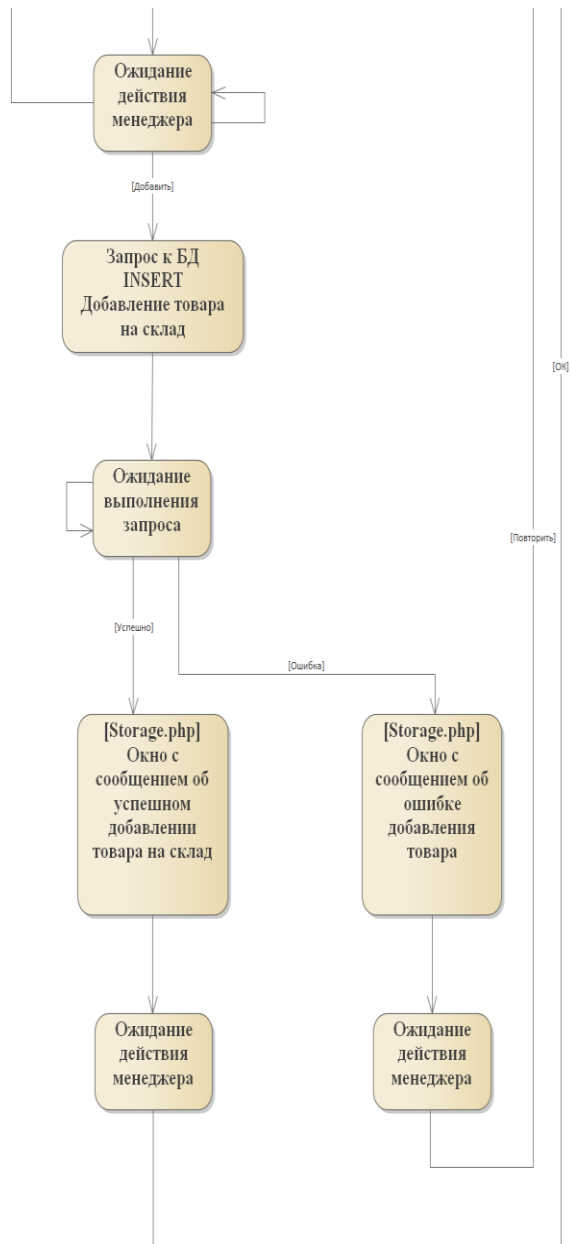 Ожидание
действия
менеджера
[Добавить]
Запрос к БД
INSERT
Добавление товара
на склад
[ОК]
Ожидание
выполнения
запроса
[Повторить]
[Успешно]
[Ошибка]
[Storage.php]
Окно с
сообщением об
успешном
добавлении
товара на склад
[Storage.php]
Окно с
сообщением об
ошибке
добавления
товара
Ожидание
действия
менеджера
Ожидание
действия
менеджера